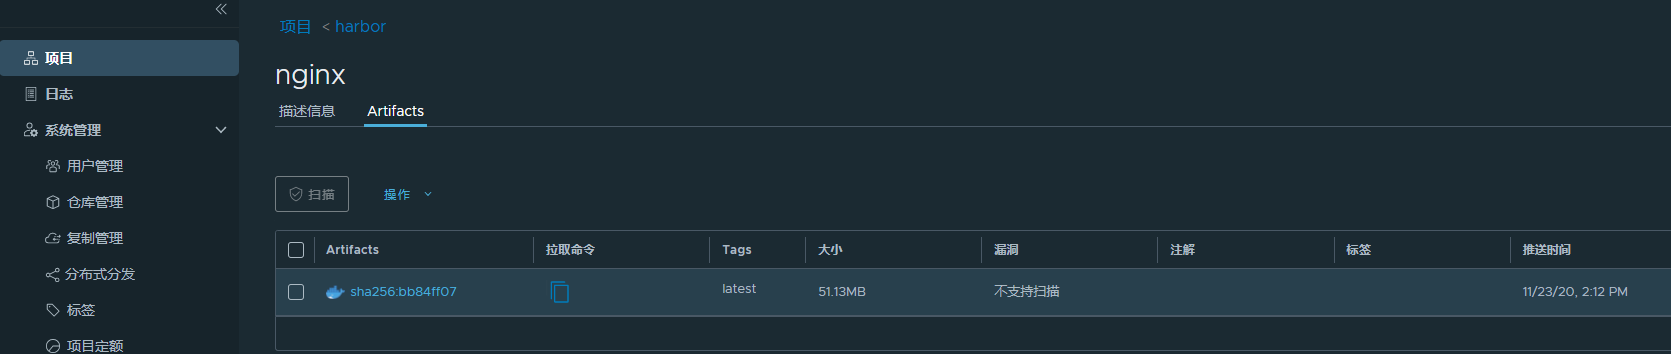 项目
日志
系统管理
用户管理
仓库管理
复制管理
分布式分发
标签
项目定额
项目 < harbor
nginx
描述信息 Artifacts
扫描 操作
Artifacts 拉取命令 Tags 大小 漏洞 注解 标签 推送时间
sha256:bb84ff07 latest 51.13MB 不支持扫描 11/23/20, 2:12 PM